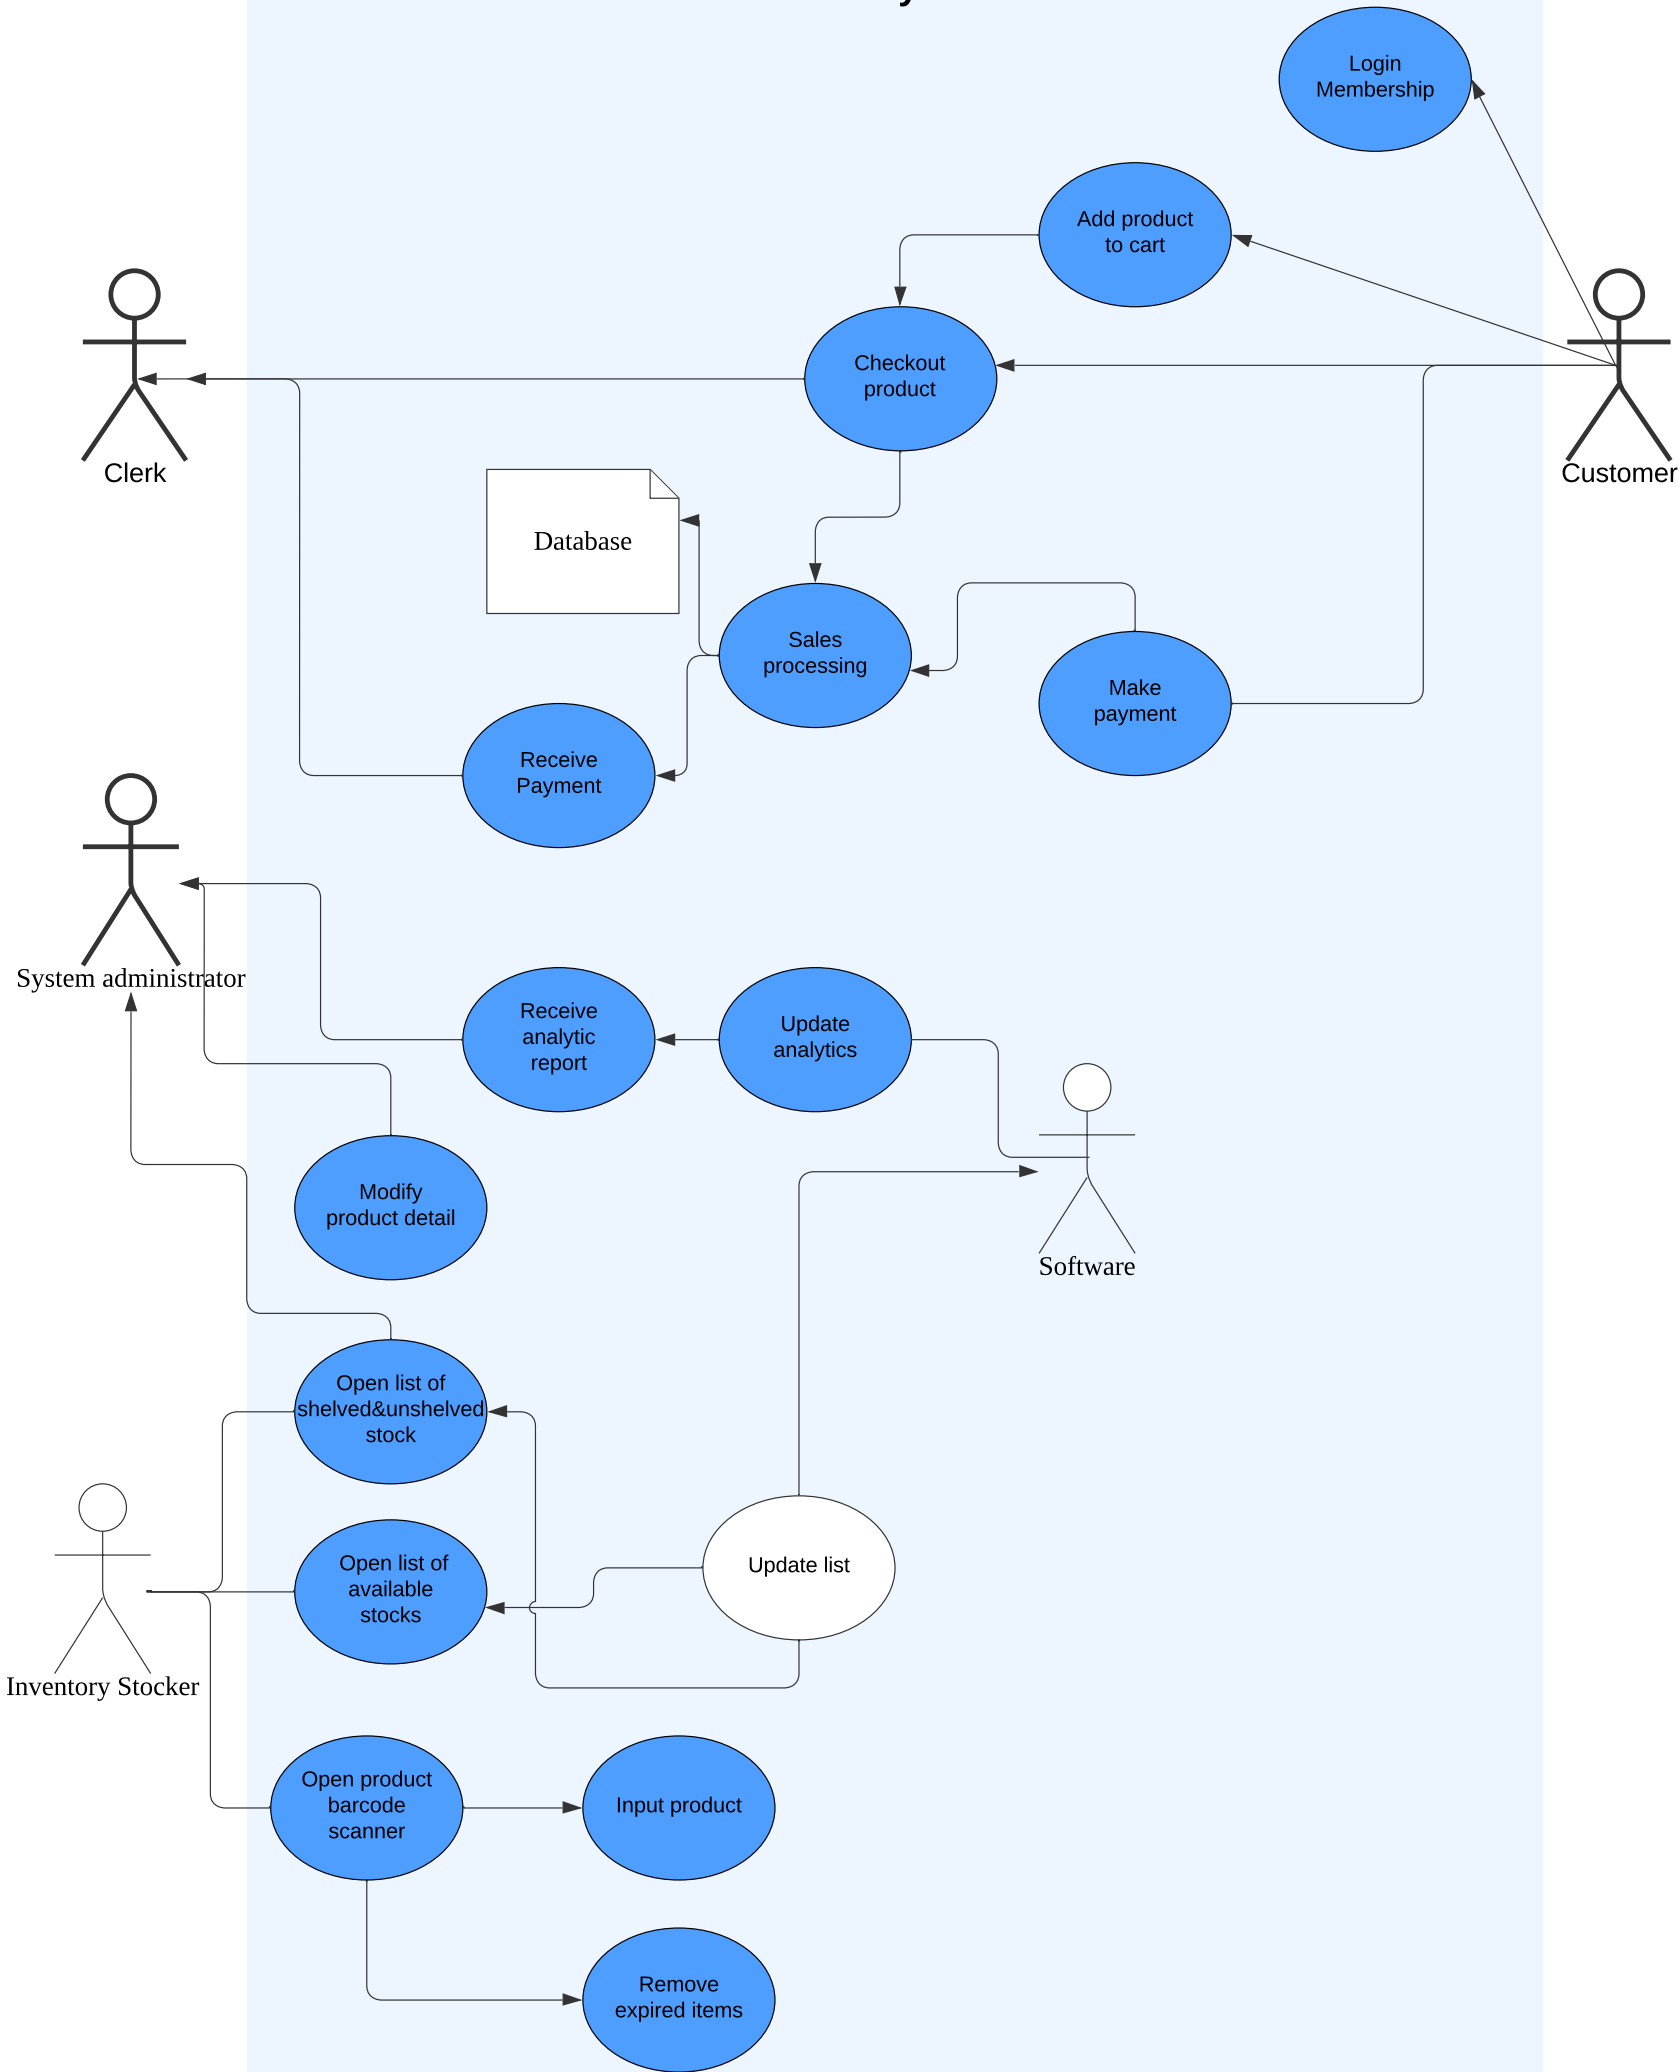 Login
Membership
Add product
to cart
Checkout
product
Clerk
Customer
Database
Sales
processing
Make
payment
Receive
Payment
System administrator
Receive
analytic
report
Update
analytics
Modify
product detail
Software
Open list of
shelved&unshelved
stock
Open list of
available
stocks
Update list
Inventory Stocker
Open product
barcode
scanner
Input product
Remove
expired items